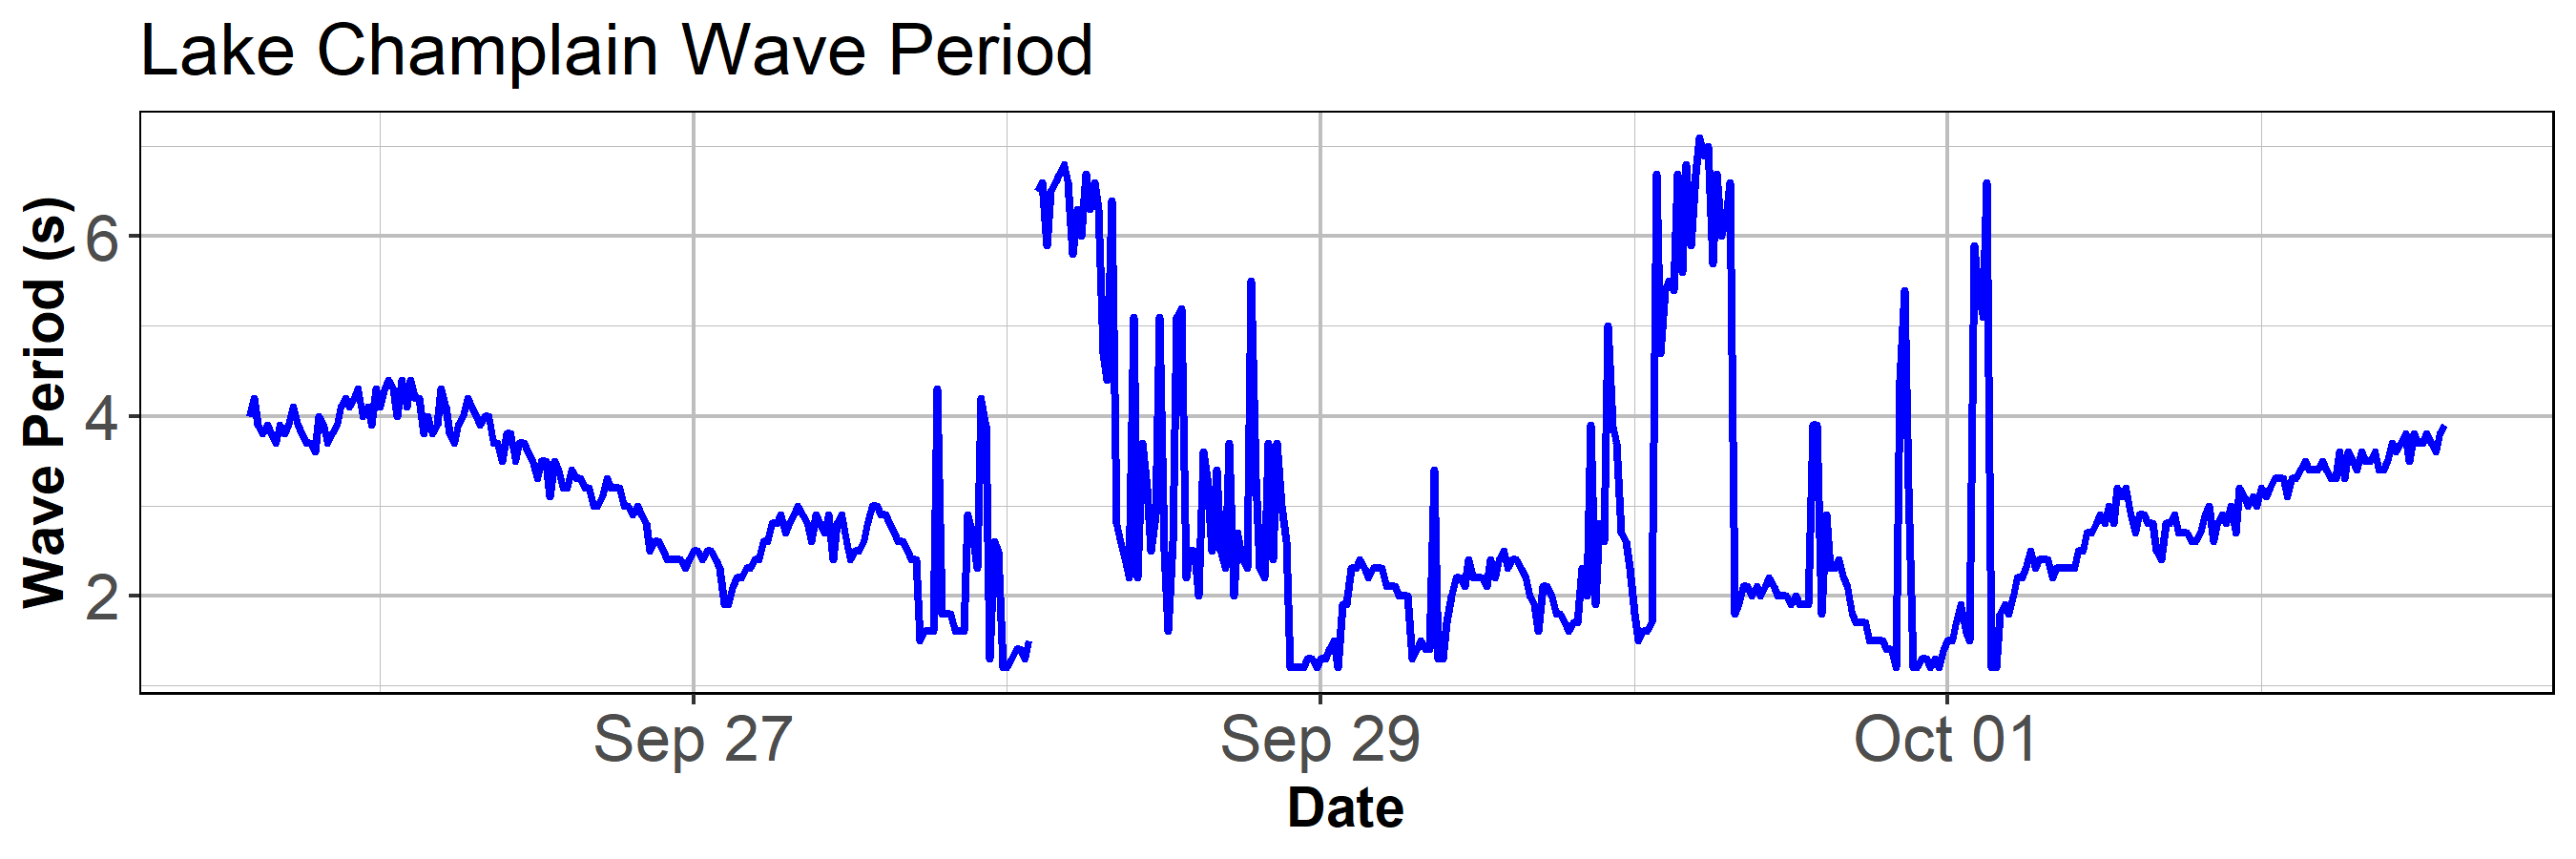 Lake Champlain Wave Period
Wave Period (s)
6
4
2
Sep 27
Sep 29
Oct 01
Date